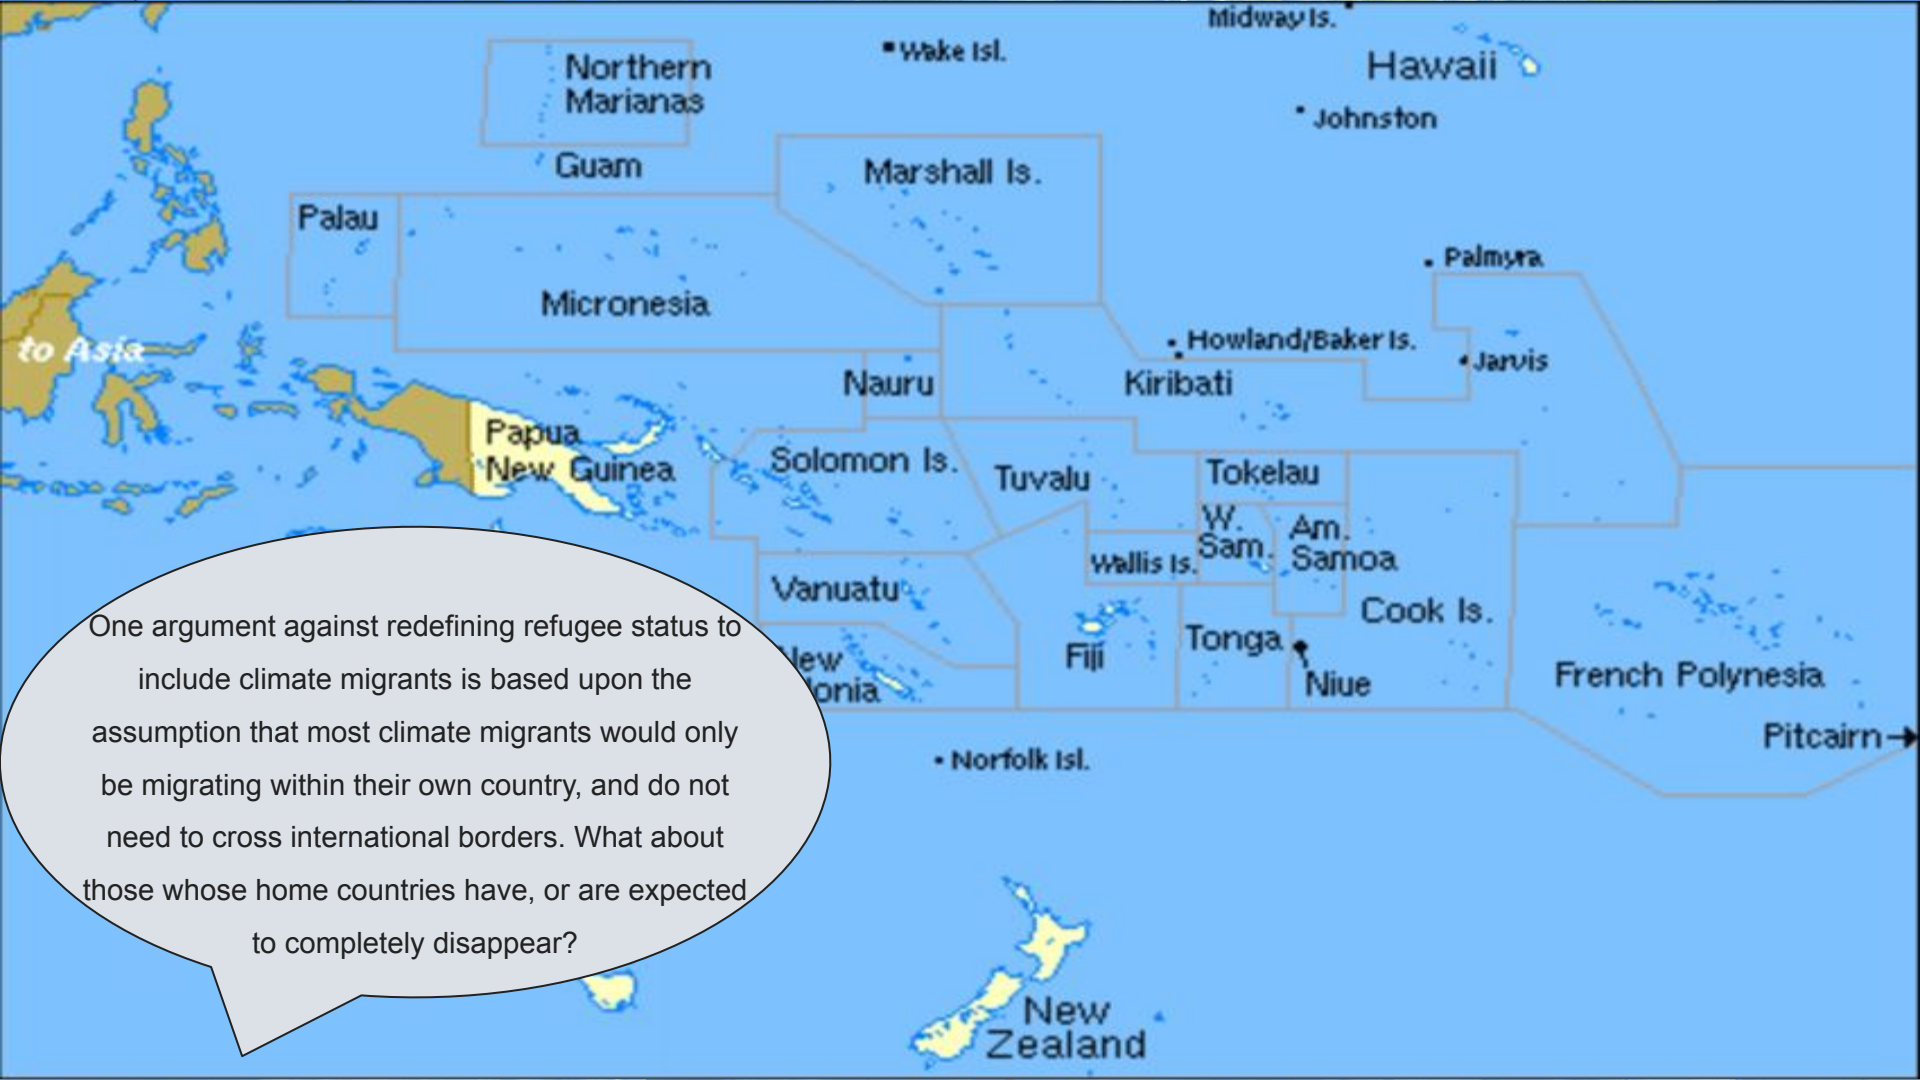 Midway Is.
Wake Isl.
Hawaii
Northern
Marianas
Johnston
Guam
Marshall Is.
Palau
Palmyra
Micronesia
Howland/Baker Is.
to Asia
Jarvis
Nauru
Kiribati
Papua
New Guinea
Solomon Is.
Tuvalu
Tokelau
W.
Sam.
Am.
Samoa
Wallis Is.
Vanuatu
Cook Is.
Tonga
Fiji
Niue
French Polynesia
Pitcairn
Norfolk Isl.
New
Zealand
One argument against redefining refugee status to
include climate migrants is based upon the
assumption that most climate migrants would only
be migrating within their own country, and do not
need to cross international borders. What about
those whose home countries have, or are expected
to completely disappear?